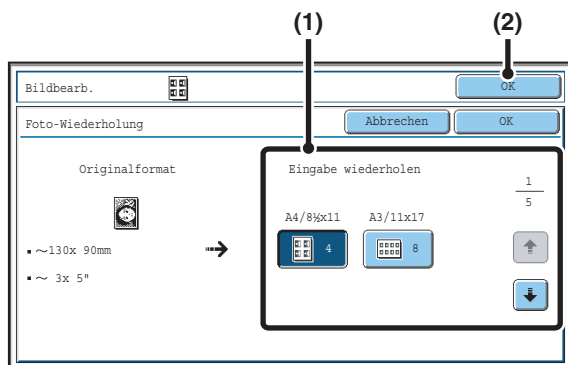 (1) (2)
Bildbearb. OK
Foto-Wiederholung Abbrechen OK
Originalformat Eingabe wiederholen
1
5
A4/8½x11 A3/11x17
4 8
▪ ~130x 90mm
▪ ~ 3x 5"